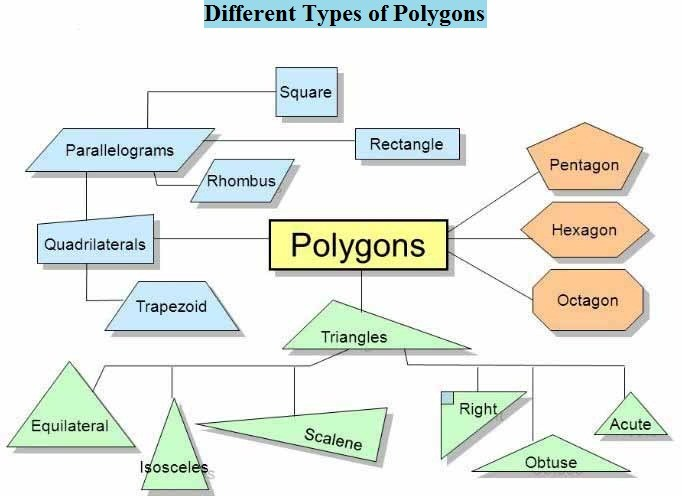 Different Types of Polygons
Square
Parallelograms
Rectangle
Pentagon
Rhombus
Hexagon
Quadrilaterals
Polygons
Trapezoid
Octagon
Triangles
Equilateral
Isosceles
Scalene
Right
Obtuse
Acute